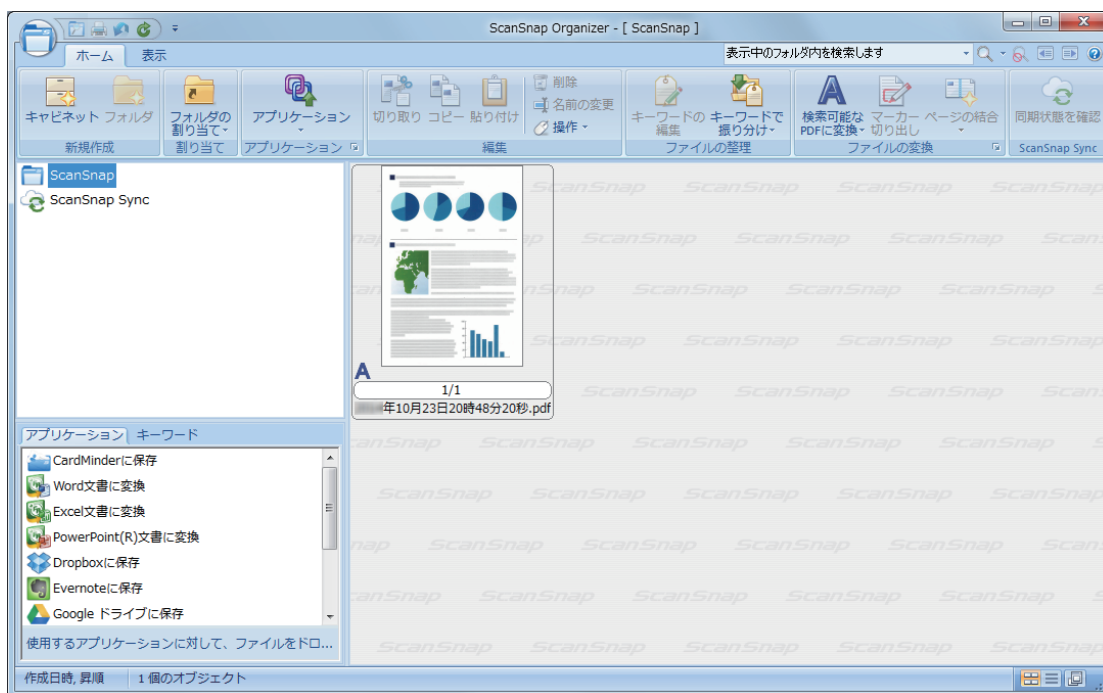 ScanSnap Organizer - [ ScanSnap ]
ホーム 表示
表示中のフォルダ内を検索します
キャビネット フォルダ
新規作成
フォルダの
割り当て
割り当て
アプリケーション
アプリケーション
切り取り コピー 貼り付け
削除
名前の変更
操作
編集
キーワードの
編集
キーワードで
振り分け
ファイルの整理
検索可能な
PDFに変換
マーカー
切り出し
ページの結合
ファイルの変換
同期状態を確認
ScanSnap Sync
ScanSnap
ScanSnap Sync
A
1/1
年10月23日20時48分20秒.pdf
アプリケーション キーワード
CardMinderに保存
Word文書に変換
Excel文書に変換
PowerPoint(R)文書に変換
Dropboxに保存
Evernoteに保存
Google ドライブに保存
使用するアプリケーションに対して、ファイルをドロ...
作成日時, 昇順 1 個のオブジェクト